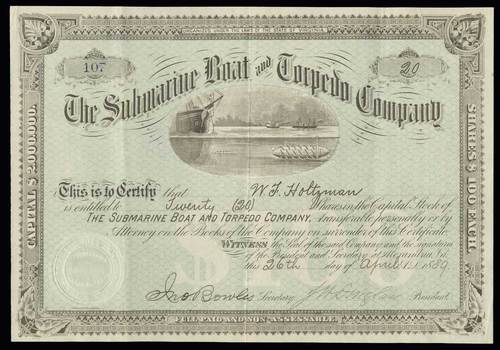 ORGANIZED UNDER THE LAWS OF THE STATE OF VIRGINIA
107
20
The Submarine Boat and Torpedo Company
CAPITAL $2,000,000.
SHARES $100 EACH.
This is to Certify that W. F. Holtzman
is entitled to Twenty (20) Shares in the Capital Stock of
THE SUBMARINE BOAT AND TORPEDO COMPANY, transferable personally or by
Attorney on the Books of the Company on surrender of this Certificate.
WITNESS the Seal of the said Company and the signatures
of the President and Secretary at Alexandria Va.
this 26th day of April 1889
Jno Bowles Secretary President
FULL PAID AND NON-ASSESSABLE